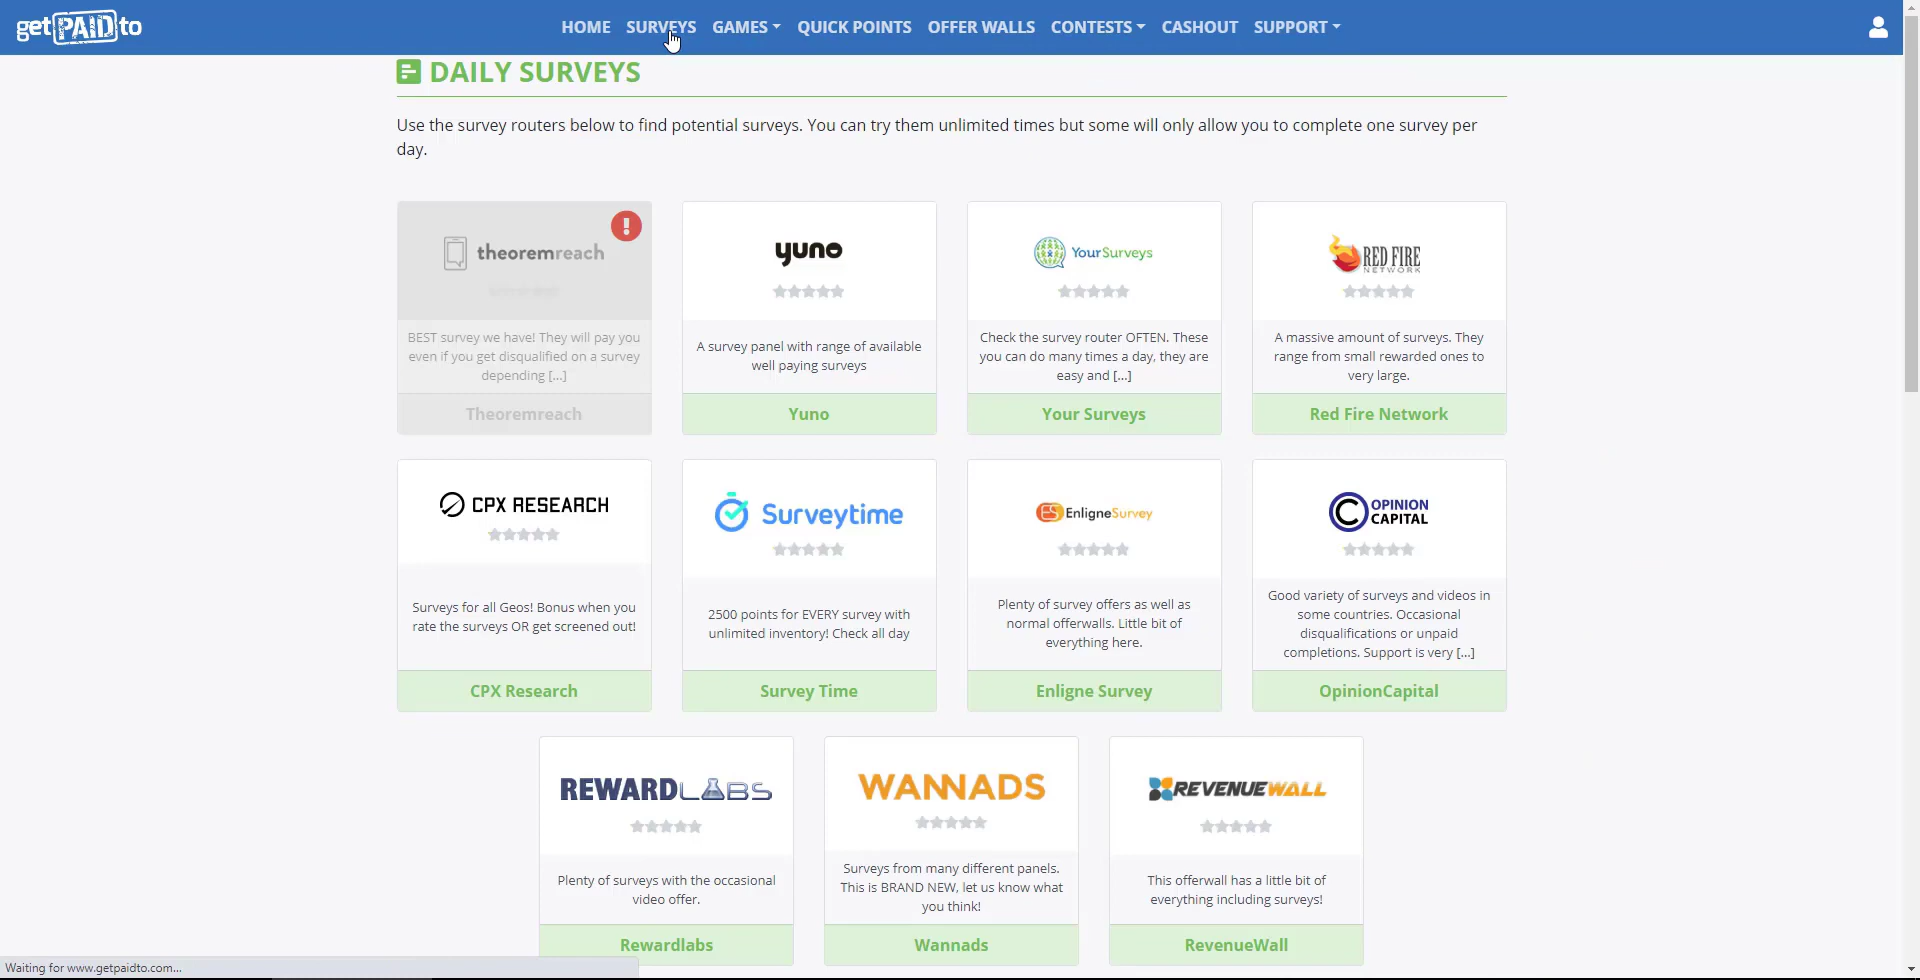 getPAIDto
HOME SURVEYS GAMES QUICK POINTS OFFER WALLS CONTESTS CASHOUT SUPPORT
DAILY SURVEYS
Use the survey routers below to find potential surveys. You can try them unlimited times but some will only allow you to complete one survey per
day.
theoremreach
BEST survey we have! They will pay you
even if you get disqualified on a survey
depending [...]
Theoremreach
yuno
A survey panel with range of available
well paying surveys
Yuno
YourSurveys
Check the survey router OFTEN. These
you can do many times a day, they are
easy and [...]
Your Surveys
RED FIRE
NETWORK
A massive amount of surveys. They
range from small rewarded ones to
very large.
Red Fire Network
CPX RESEARCH
Surveys for all Geos! Bonus when you
rate the surveys OR get screened out!
CPX Research
Surveytime
2500 points for EVERY survey with
unlimited inventory! Check all day
Survey Time
ES EnligneSurvey
Plenty of survey offers as well as
normal offerwalls. Little bit of
everything here.
Enligne Survey
OPINION
CAPITAL
Good variety of surveys and videos in
some countries. Occasional
disqualifications or unpaid
completions. Support is very [...]
OpinionCapital
REWARDLABS
Plenty of surveys with the occasional
video offer.
Rewardlabs
WANNADS
Surveys from many different panels.
This is BRAND NEW, let us know what
you think!
Wannads
REVENUEWALL
This offerwall has a little bit of
everything including surveys!
RevenueWall
Waiting for www.getpaidto.com...